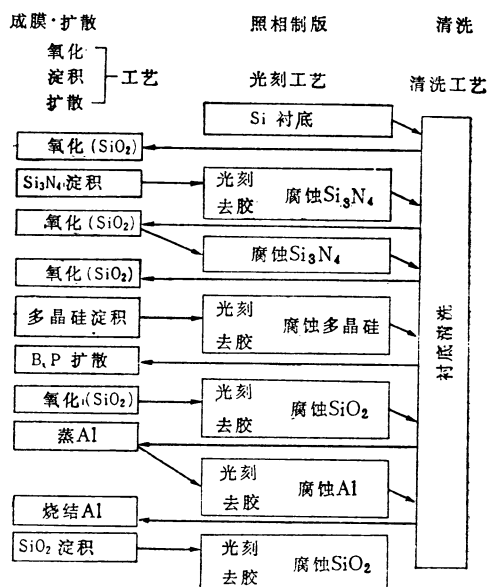 成膜·扩散 照相制版 清洗
氧化
淀积 工艺 光刻工艺 清洗工艺
扩散
Si 衬底
氧化(SiO₂)
Si₃N₄淀积 光刻 腐蚀Si₃N₄
去胶
氧化(SiO₂)
腐蚀Si₃N₄
氧化(SiO₂)
多晶硅淀积 光刻 腐蚀多晶硅
去胶
B、P 扩散
氧化(SiO₂) 光刻 腐蚀SiO₂
去胶
蒸Al
光刻 腐蚀Al
去胶
烧结Al
SiO₂ 淀积 光刻 腐蚀SiO₂
去胶
衬底清洗